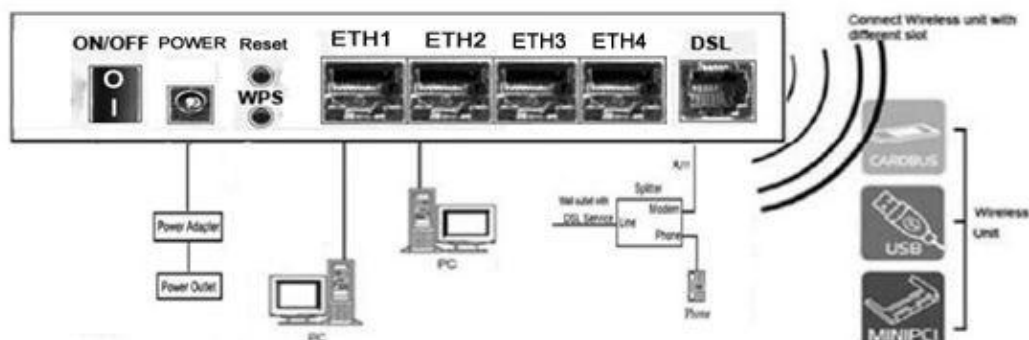 Connect Wireless unit with
different slot
ON/OFF POWER Reset ETH1 ETH2 ETH3 ETH4 DSL
WPS
CARDBUS
Splitter
Wall outlet with
DSL Service
Line
Modem
Phone
Power Adapter
Power Outlet
PC
PC
Phone
USB
MINIPCI
Wireless
Unit